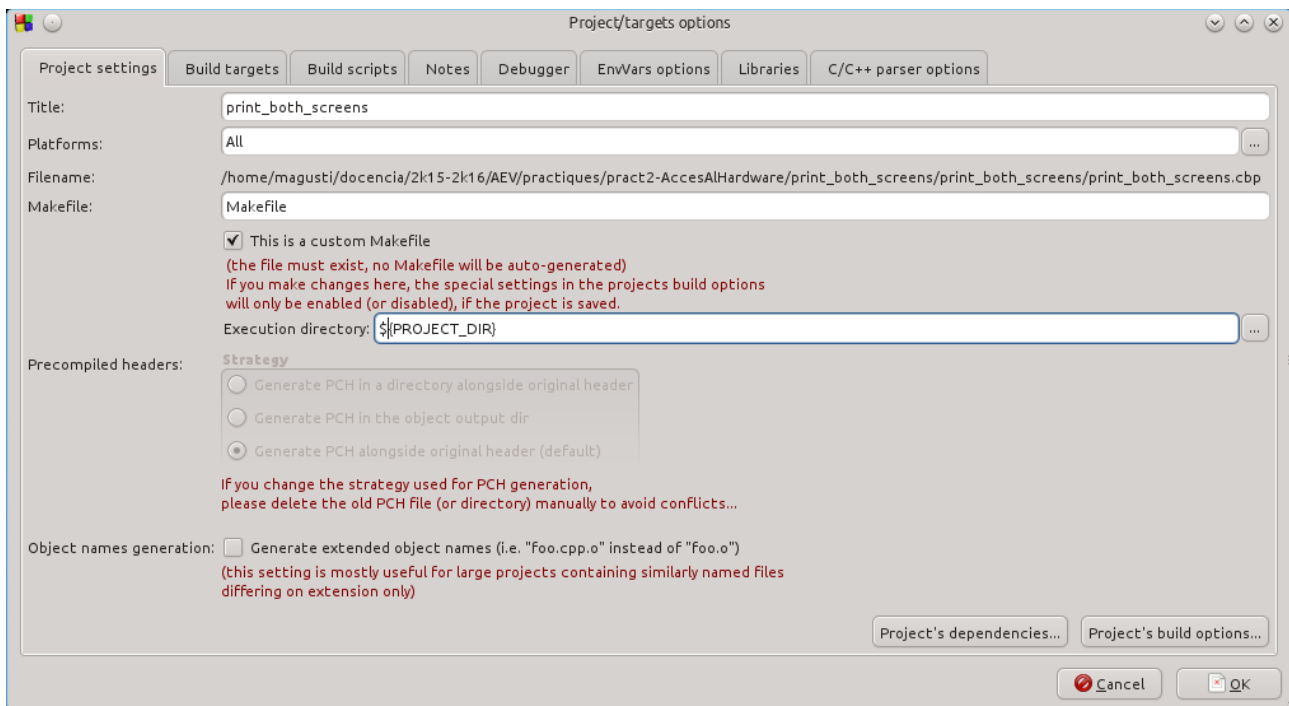 Project/targets options
Project settings Build targets Build scripts Notes Debugger EnvVars options Libraries C/C++ parser options
Title: print_both_screens
Platforms: All ...
Filename: /home/magusti/docencia/2k15-2k16/AEV/practiques/pract2-AccesAlHardware/print_both_screens/print_both_screens/print_both_screens.cbp
Makefile: Makefile
This is a custom Makefile
(the file must exist, no Makefile will be auto-generated)
If you make changes here, the special settings in the projects build options
will only be enabled (or disabled), if the project is saved.
Execution directory: ${PROJECT_DIR} ...
Precompiled headers: Strategy
Generate PCH in a directory alongside original header
Generate PCH in the object output dir
Generate PCH alongside original header (default)
If you change the strategy used for PCH generation,
please delete the old PCH file (or directory) manually to avoid conflicts...
Object names generation: Generate extended object names (i.e. "foo.cpp.o" instead of "foo.o")
(this setting is mostly useful for large projects containing similarly named files
differing on extension only)
Project's dependencies... Project's build options...
Cancel OK